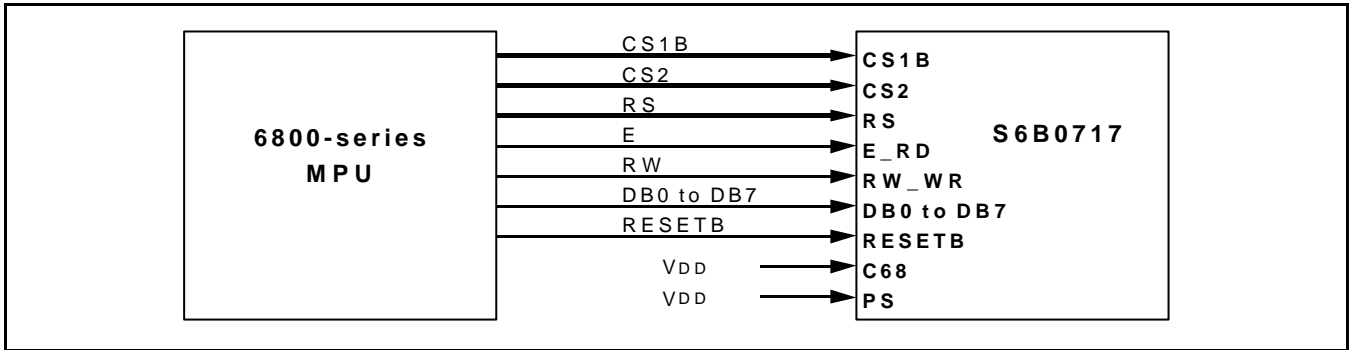 6800-series
MPU
CS1B
CS2
RS
E
RW
DB0 to DB7
RESETB
VDD
VDD
CS1B
CS2
RS
E_RD
RW_WR
DB0 to DB7
RESETB
C68
PS
S6B0717